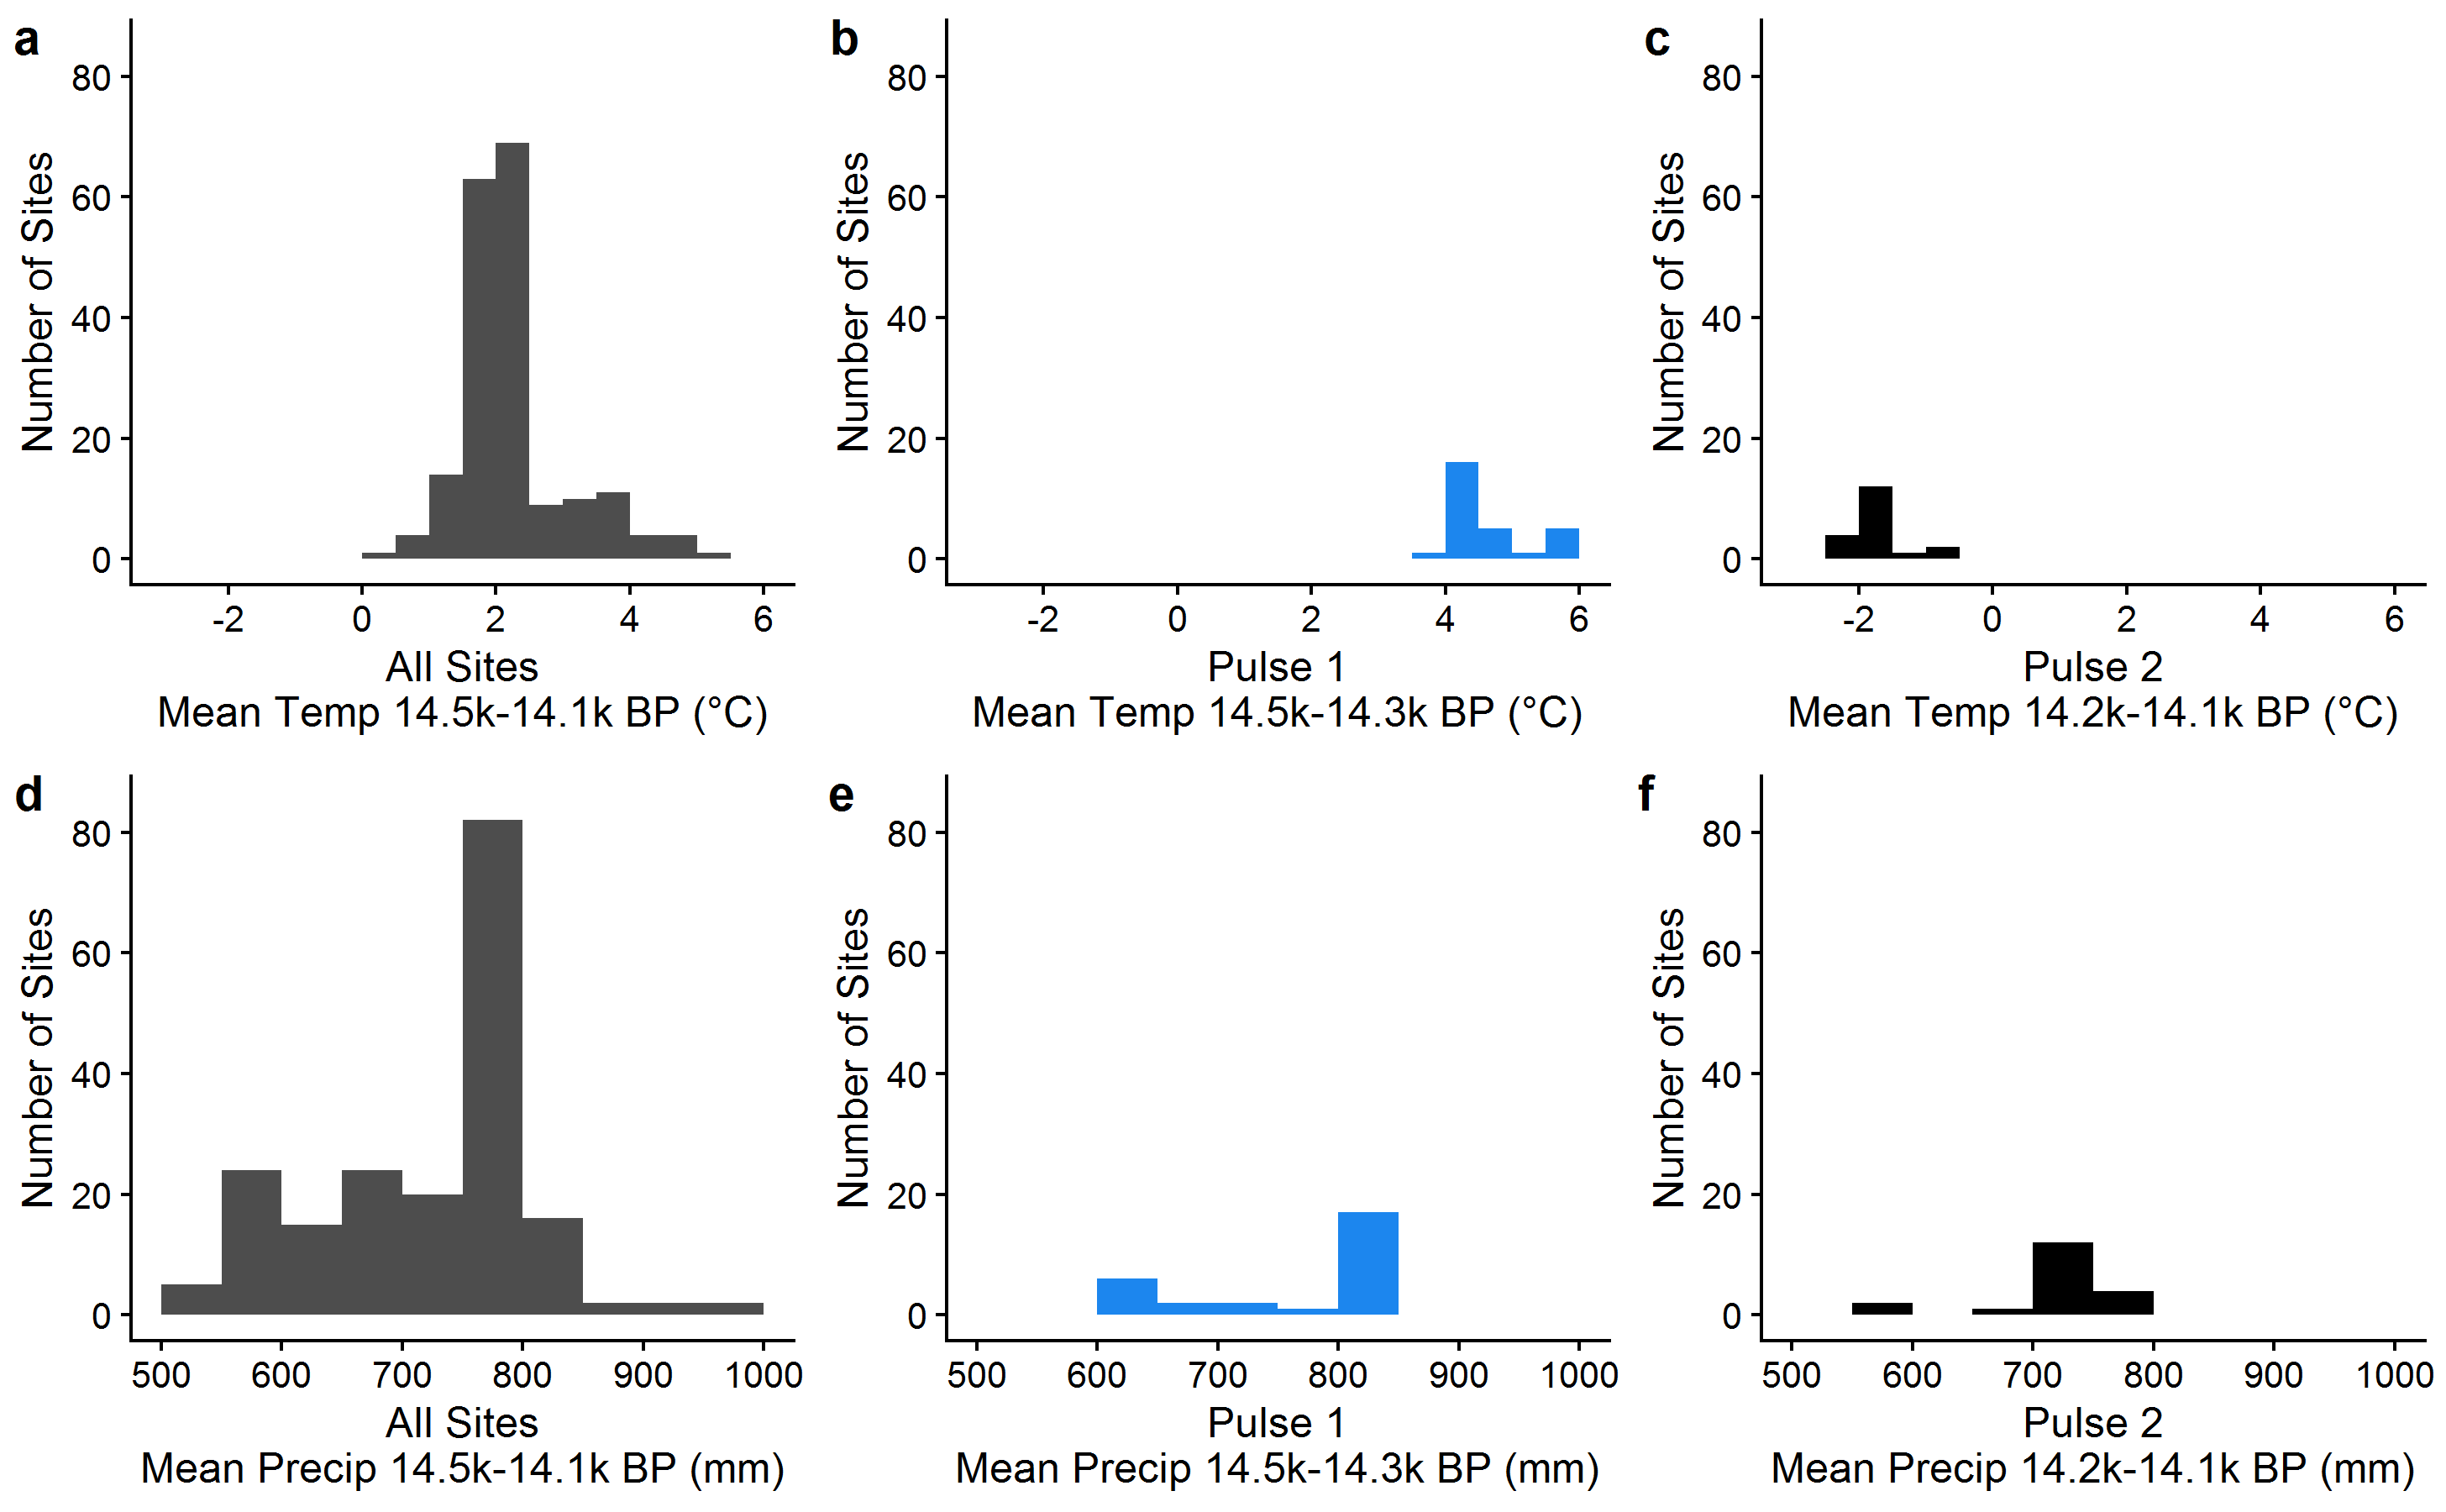 a
Number of Sites
80
60
40
20
0
-2 0 2 4 6
All Sites
Mean Temp 14.5k-14.1k BP (°C)
b
Number of Sites
80
60
40
20
0
-2 0 2 4 6
Pulse 1
Mean Temp 14.5k-14.3k BP (°C)
c
Number of Sites
80
60
40
20
0
-2 0 2 4 6
Pulse 2
Mean Temp 14.2k-14.1k BP (°C)
d
Number of Sites
80
60
40
20
0
500 600 700 800 900 1000
All Sites
Mean Precip 14.5k-14.1k BP (mm)
e
Number of Sites
80
60
40
20
0
500 600 700 800 900 1000
Pulse 1
Mean Precip 14.5k-14.3k BP (mm)
f
Number of Sites
80
60
40
20
0
500 600 700 800 900 1000
Pulse 2
Mean Precip 14.2k-14.1k BP (mm)